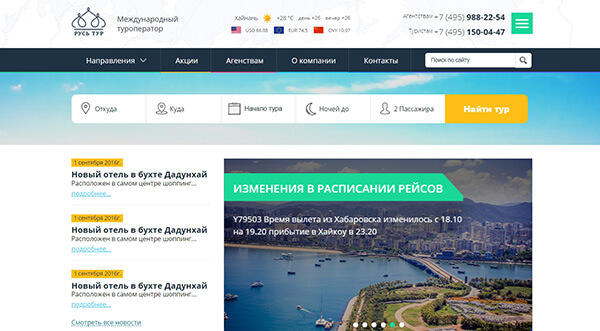 РУСЬ ТУР
Международный
туроператор
Хайнань +28 °C день +26 вечер +26
USD 66.08 EUR 74.5 CNY 10.07
Агентствам +7 (495) 988-22-54
Туристам +7 (495) 150-04-47
Направления Акции Агенствам О компании Контакты Поиск по сайту
Откуда Куда Начало тура Ночей до 2 Пассажира Найти тур
1 сентября 2016г.
Новый отель в бухте Дадунхай
Расположен в самом центре шоппинг...
подробнее...
1 сентября 2016г.
Новый отель в бухте Дадунхай
Расположен в самом центре шоппинг...
подробнее...
1 сентября 2016г.
Новый отель в бухте Дадунхай
Расположен в самом центре шоппинг...
подробнее...
Смотреть все новости
ИЗМЕНЕНИЯ В РАСПИСАНИИ РЕЙСОВ
Y79503 Время вылета из Хабаровска изменилось с 18.10
на 19.20 прибытие в Хайкоу в 23.20